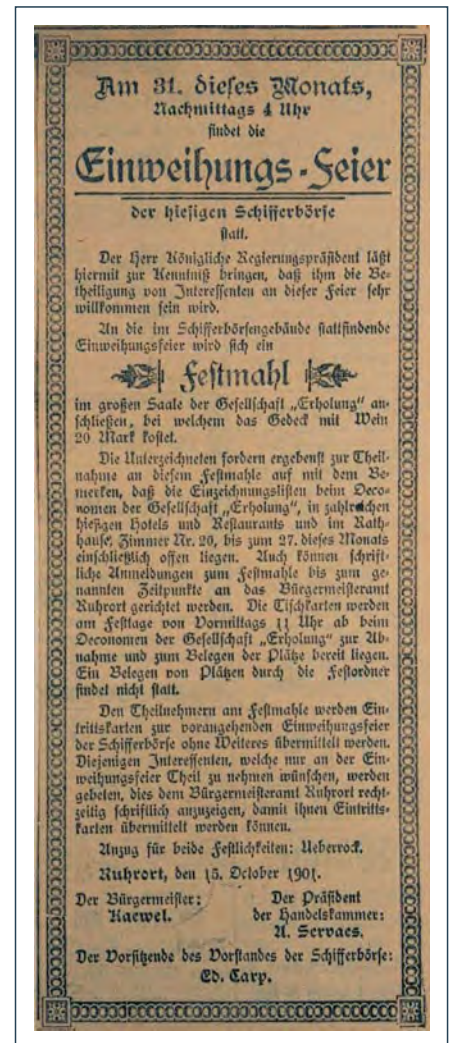 Am 31. dieses Monats,
Nachmittags 4 Uhr
findet die
Einweihungs-Feier
der hiesigen Schifferbörse
statt.
Der Herr Königliche Regierungspräsident läßt
hiermit zur Kenntniß bringen, daß ihm die Be-
theiligung von Interessenten an dieser Feier sehr
willkommen sein wird.
An die im Schifferbörsengebäude stattfindende
Einweihungsfeier wird sich ein
Festmahl
im großen Saale der Gesellschaft „Erholung“ an-
schließen, bei welchem das Gedeck mit Wein
20 Mark kostet.
Die Unterzeichneten fordern ergebenst zur Theil-
nahme an diesem Festmahle auf mit dem Be-
merken, daß die Einzeichnungslisten beim Oeco-
nomen der Gesellschaft „Erholung“, in zahlreichen
hiesigen Hotels und Restaurants und im Rath-
hause, Zimmer Nr. 20, bis zum 27. dieses Monats
einschließlich offen liegen. Auch können schrift-
liche Anmeldungen zum Festmahle bis zum ge-
nannten Zeitpunkte an das Bürgermeisteramt
Ruhrort gerichtet werden. Die Tischkarten werden
am Festtage von Vormittags 11 Uhr ab beim
Oeconomen der Gesellschaft „Erholung“ zur Ab-
nahme und zum Belegen der Plätze bereit liegen.
Ein Belegen von Plätzen durch die Festordner
findet nicht statt.
Den Theilnehmern am Festmahle werden Ein-
trittskarten zur vorangehenden Einweihungsfeier
der Schifferbörse ohne Weiteres übermittelt werden.
Diejenigen Interessenten, welche nur an der Ein-
weihungsfeier Theil zu nehmen wünschen, werden
gebeten, dies dem Bürgermeisteramt Ruhrort recht-
zeitig schriftlich anzuzeigen, damit ihnen Eintritts-
karten übermittelt werden können.
Anzug für beide Festlichkeiten: Ueberrock.
Ruhrort, den 15. October 1901.
Der Bürgermeister:
Kaewel.
Der Präsident
der Handelskammer:
A. Servaes.
Der Vorsitzende des Vorstandes der Schifferbörse:
Ed. Carp.